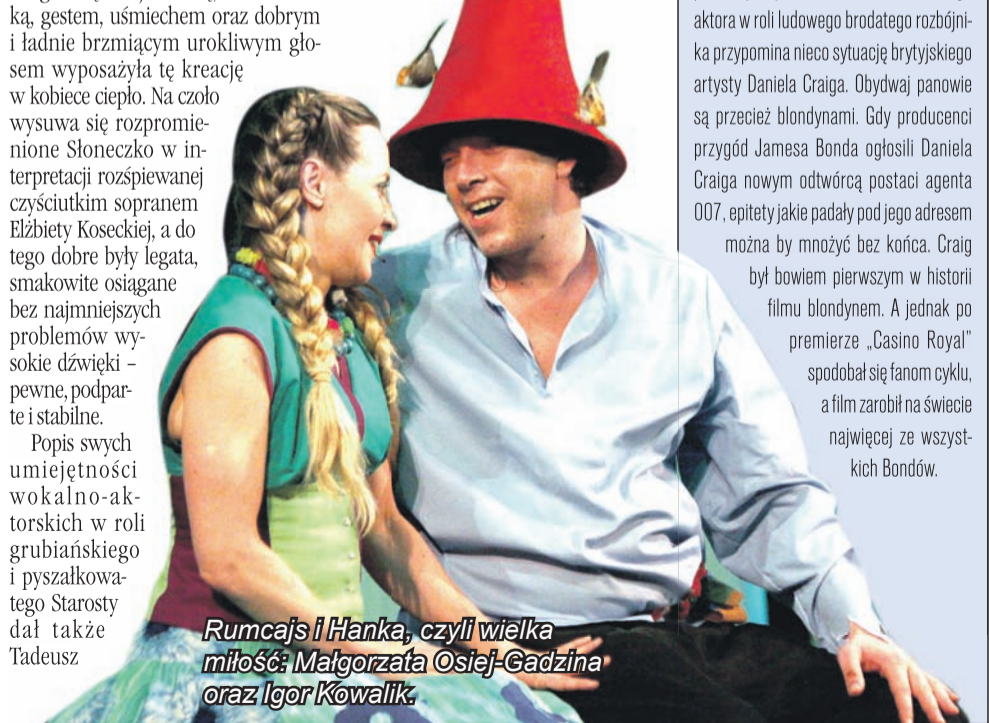 ką, gestem, uśmiechem oraz dobrym
i ładnie brzmiącym urokliwym gło-
sem wyposażyła tę kreację
w kobiece ciepło. Na czoło
wysuwa się rozpromie-
nione Słoneczko w in-
terpretacji rozśpiewanej
czyściutkim sopranem
Elżbiety Koseckiej, a do
tego dobre były legata,
smakowite osiągane
bez najmniejszych
problemów wy-
sokie dźwięki –
pewne, podpar-
te i stabilne.
Popis swych
umiejętności
wokalno-ak-
torskich w roli
grubiańskiego
i pyszałkowa-
tego Starosty
dał także
Tadeusz
Rumcajs i Hanka, czyli wielka
miłość: Małgorzata Osiej-Gadzina
oraz Igor Kowalik.
aktora w roli ludowego brodatego rozbójni-
ka przypomina nieco sytuację brytyjskiego
artysty Daniela Craiga. Obydwaj panowie
są przecież blondynami. Gdy producenci
przygód Jamesa Bonda ogłosili Daniela
Craiga nowym odtwórcą postaci agenta
007, epitety jakie padały pod jego adresem
można by mnożyć bez końca. Craig
był bowiem pierwszym w historii
filmu blondynem. A jednak po
premierze „Casino Royal”
spodobał się fanom cyklu,
a film zarobił na świecie
najwięcej ze wszyst-
kich Bondów.